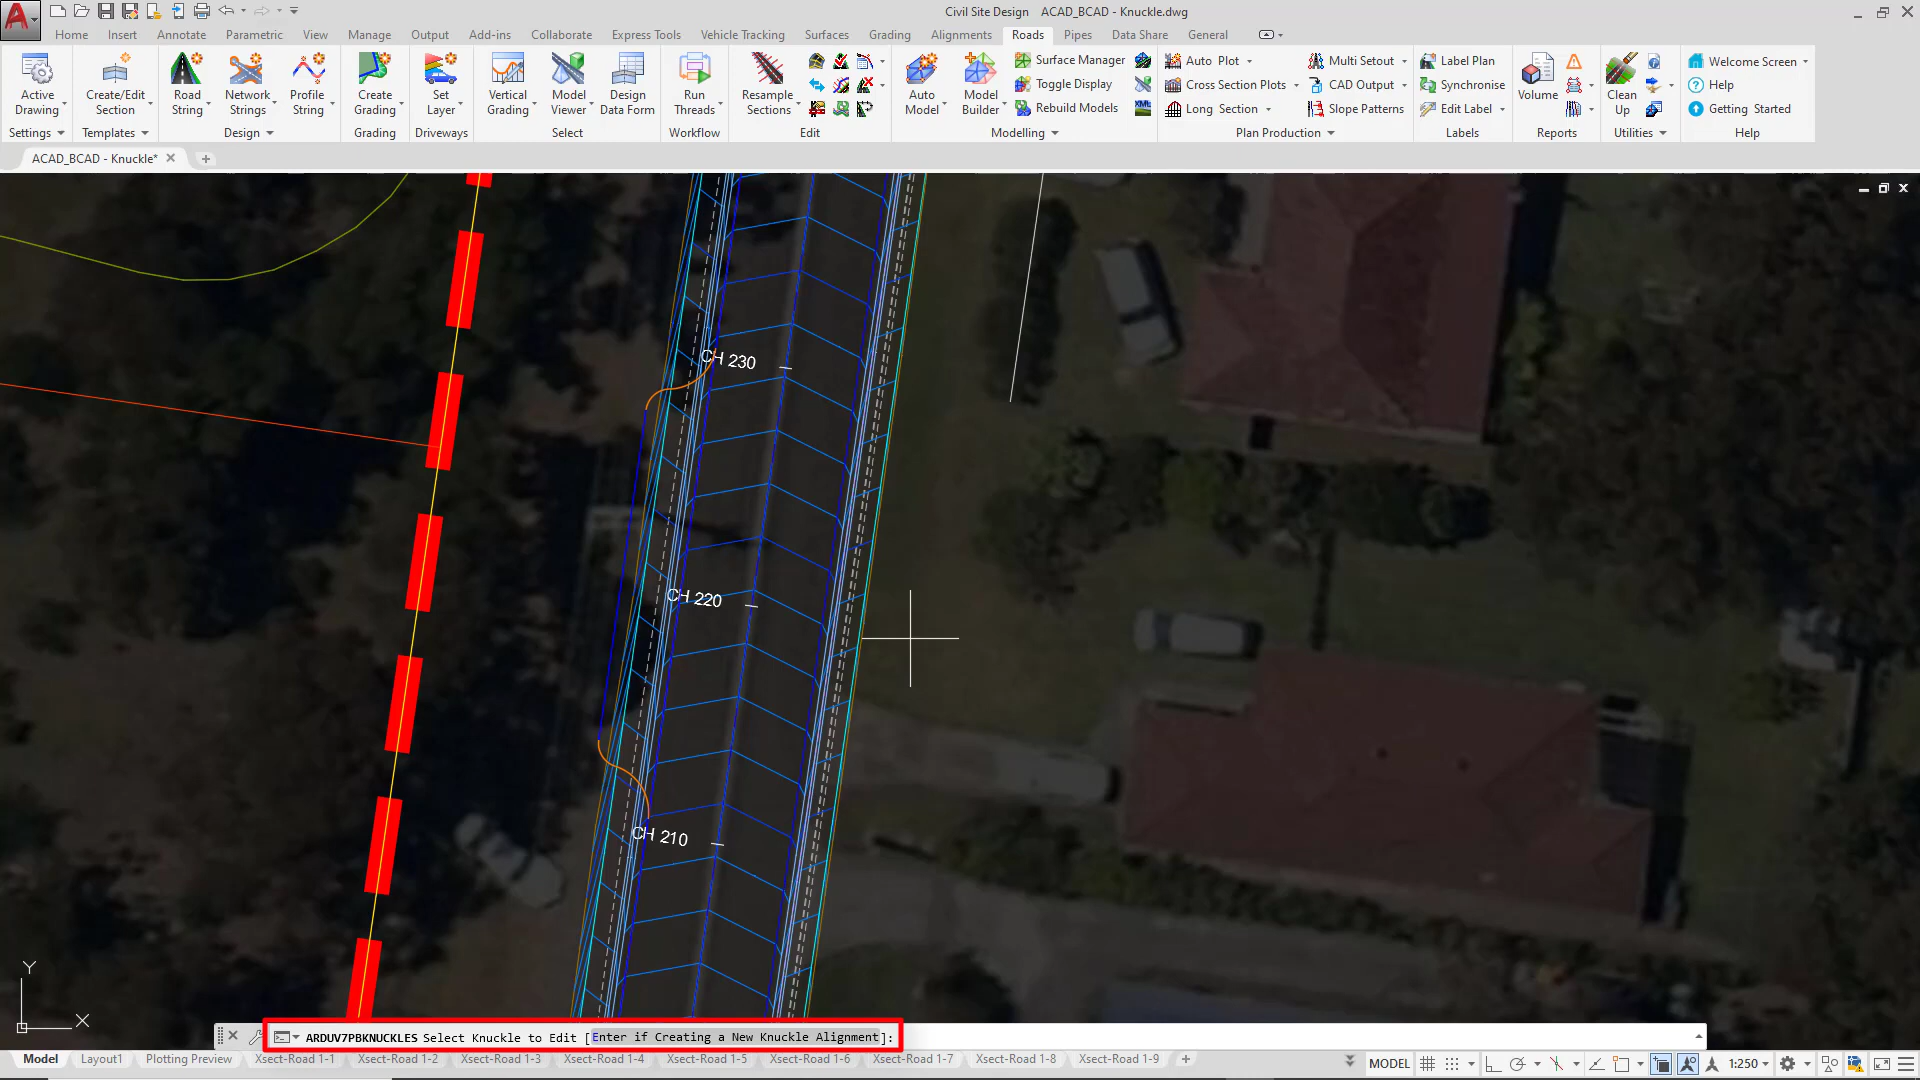 Civil Site Design ACAD_BCAD - Knuckle.dwg
Home Insert Annotate Parametric View Manage Output Add-ins Collaborate Express Tools Vehicle Tracking Surfaces Grading Alignments Roads Pipes Data Share General
Active Drawing
Create/Edit Section
Road String
Network Strings
Profile String
Create Grading
Set Layer
Vertical Grading
Model Viewer
Design Data Form
Run Threads
Resample Sections
Auto Model
Model Builder
Surface Manager
Toggle Display
Rebuild Models
XML
Auto Plot
Cross Section Plots
Long Section
Multi Setout
CAD Output
Slope Patterns
Label Plan
Synchronise
Edit Label
Volume
Clean Up
Welcome Screen
Help
Getting Started
Settings Templates Design Grading Driveways Select Workflow Edit Modelling Plan Production Labels Reports Utilities Help
ACAD_BCAD - Knuckle*
CH 230
CH 220
CH 210
Y
X
ARDUV7PBKNUCKLES Select Knuckle to Edit [Enter if Creating a New Knuckle Alignment]:
Model Layout1 Plotting Preview Xsect-Road 1-1 Xsect-Road 1-2 Xsect-Road 1-3 Xsect-Road 1-4 Xsect-Road 1-5 Xsect-Road 1-6 Xsect-Road 1-7 Xsect-Road 1-8 Xsect-Road 1-9 +
MODEL 1:250